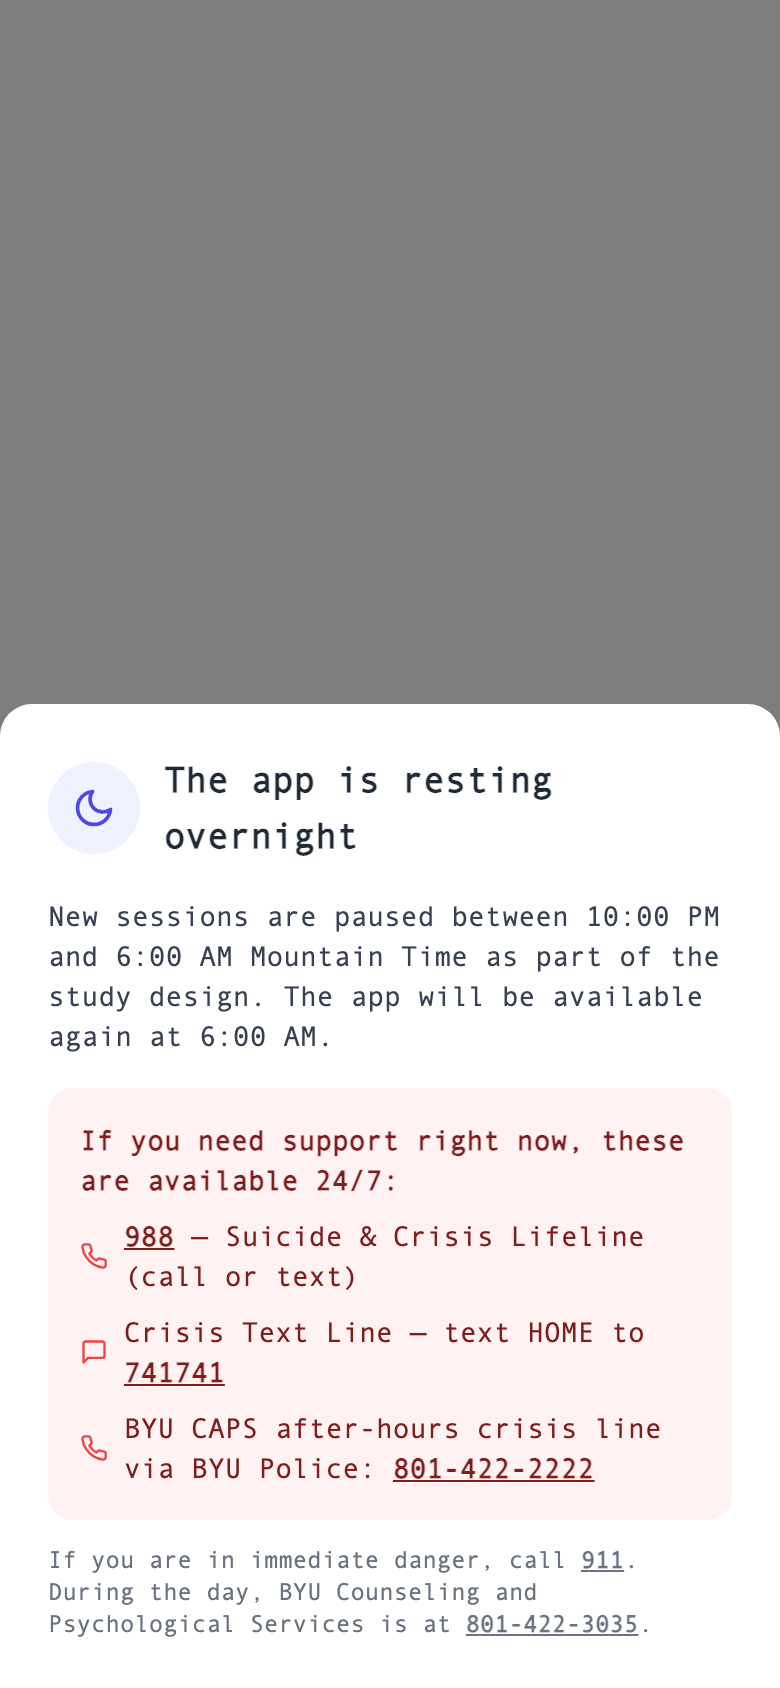 The app is resting
overnight
New sessions are paused between 10:00 PM
and 6:00 AM Mountain Time as part of the
study design. The app will be available
again at 6:00 AM.
If you need support right now, these
are available 24/7:
988 — Suicide & Crisis Lifeline
(call or text)
Crisis Text Line — text HOME to
741741
BYU CAPS after-hours crisis line
via BYU Police: 801-422-2222
If you are in immediate danger, call 911.
During the day, BYU Counseling and
Psychological Services is at 801-422-3035.